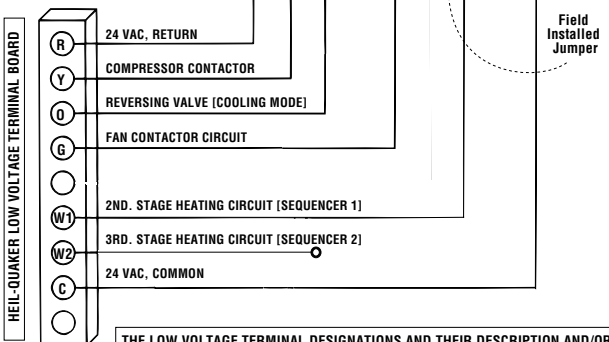 Field
Installed
Jumper
HEIL-QUAKER LOW VOLTAGE TERMINAL BOARD
R 24 VAC, RETURN
Y COMPRESSOR CONTACTOR
O REVERSING VALVE [COOLING MODE]
G FAN CONTACTOR CIRCUIT
W1 2ND. STAGE HEATING CIRCUIT [SEQUENCER 1]
W2 3RD. STAGE HEATING CIRCUIT [SEQUENCER 2]
C 24 VAC, COMMON
THE LOW VOLTAGE TERMINAL DESIGNATIONS AND THEIR DESCRIPTION AND/OR